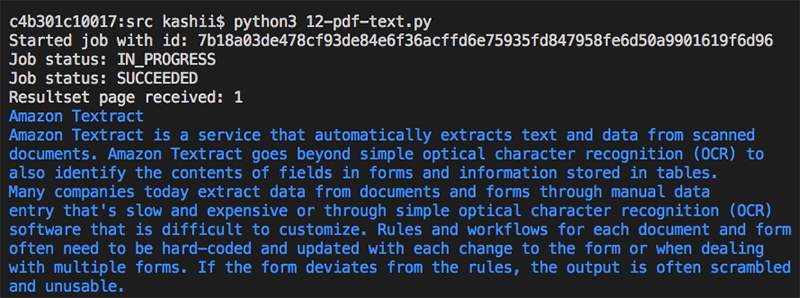 c4b301c10017:src kashii$ python3 12-pdf-text.py
Started job with id: 7b18a03de478cf93de84e6f36acffd6e75935fd847958fe6d50a9901619f6d96
Job status: IN_PROGRESS
Job status: SUCCEEDED
Resultset page received: 1
Amazon Textract
Amazon Textract is a service that automatically extracts text and data from scanned
documents. Amazon Textract goes beyond simple optical character recognition (OCR) to
also identify the contents of fields in forms and information stored in tables.
Many companies today extract data from documents and forms through manual data
entry that's slow and expensive or through simple optical character recognition (OCR)
software that is difficult to customize. Rules and workflows for each document and form
often need to be hard-coded and updated with each change to the form or when dealing
with multiple forms. If the form deviates from the rules, the output is often scrambled
and unusable.